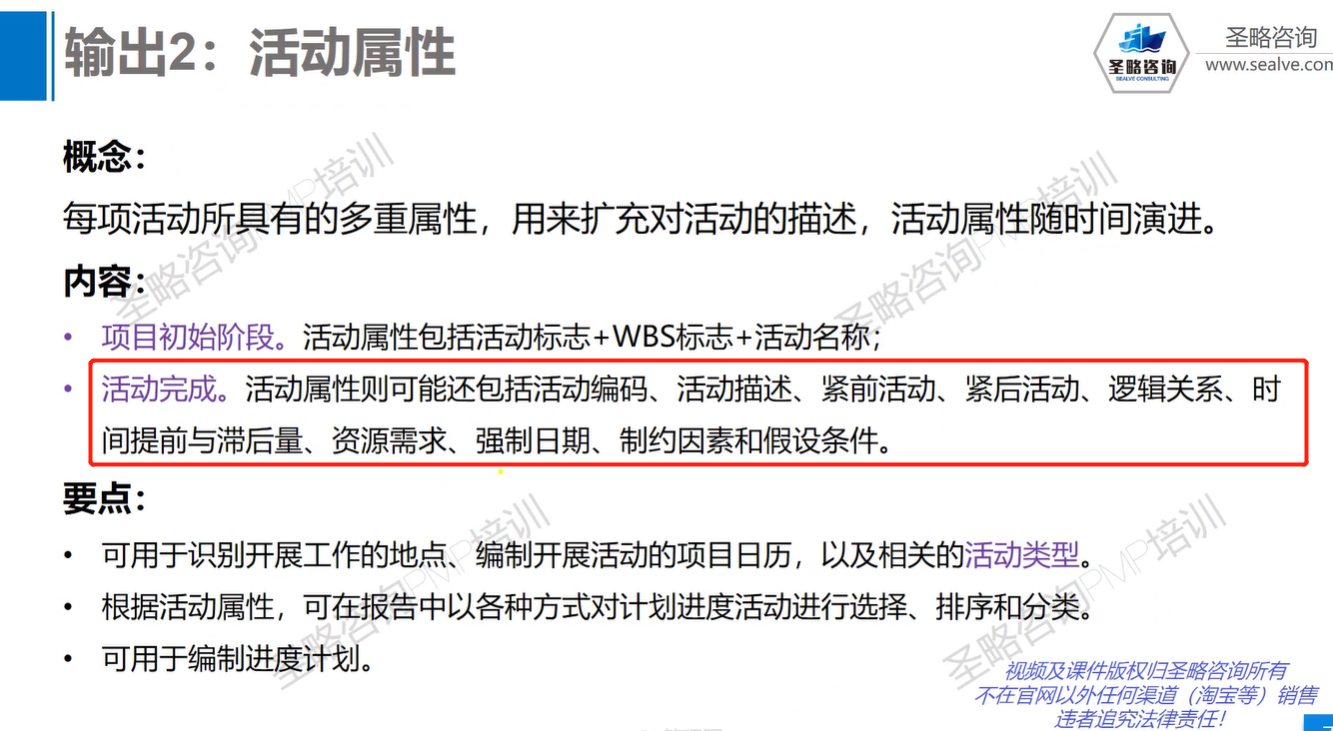 输出2：活动属性
圣略咨询
SEALVE CONSULTING
圣略咨询
www.sealve.com
概念：
每项活动所具有的多重属性，用来扩充对活动的描述，活动属性随时间演进。
内容：
• 项目初始阶段。活动属性包括活动标志+WBS标志+活动名称；
• 活动完成。活动属性则可能还包括活动编码、活动描述、紧前活动、紧后活动、逻辑关系、时
间提前与滞后量、资源需求、强制日期、制约因素和假设条件。
要点：
• 可用于识别开展工作的地点、编制开展活动的项目日历，以及相关的活动类型。
• 根据活动属性，可在报告中以各种方式对计划进度活动进行选择、排序和分类。
• 可用于编制进度计划。
圣略咨询PMP培训
圣略咨询PMP培训
圣略咨询PMP培训
圣略咨询PMP培训
视频及课件版权归圣略咨询所有
不在官网以外任何渠道（淘宝等）销售
违者追究法律责任！